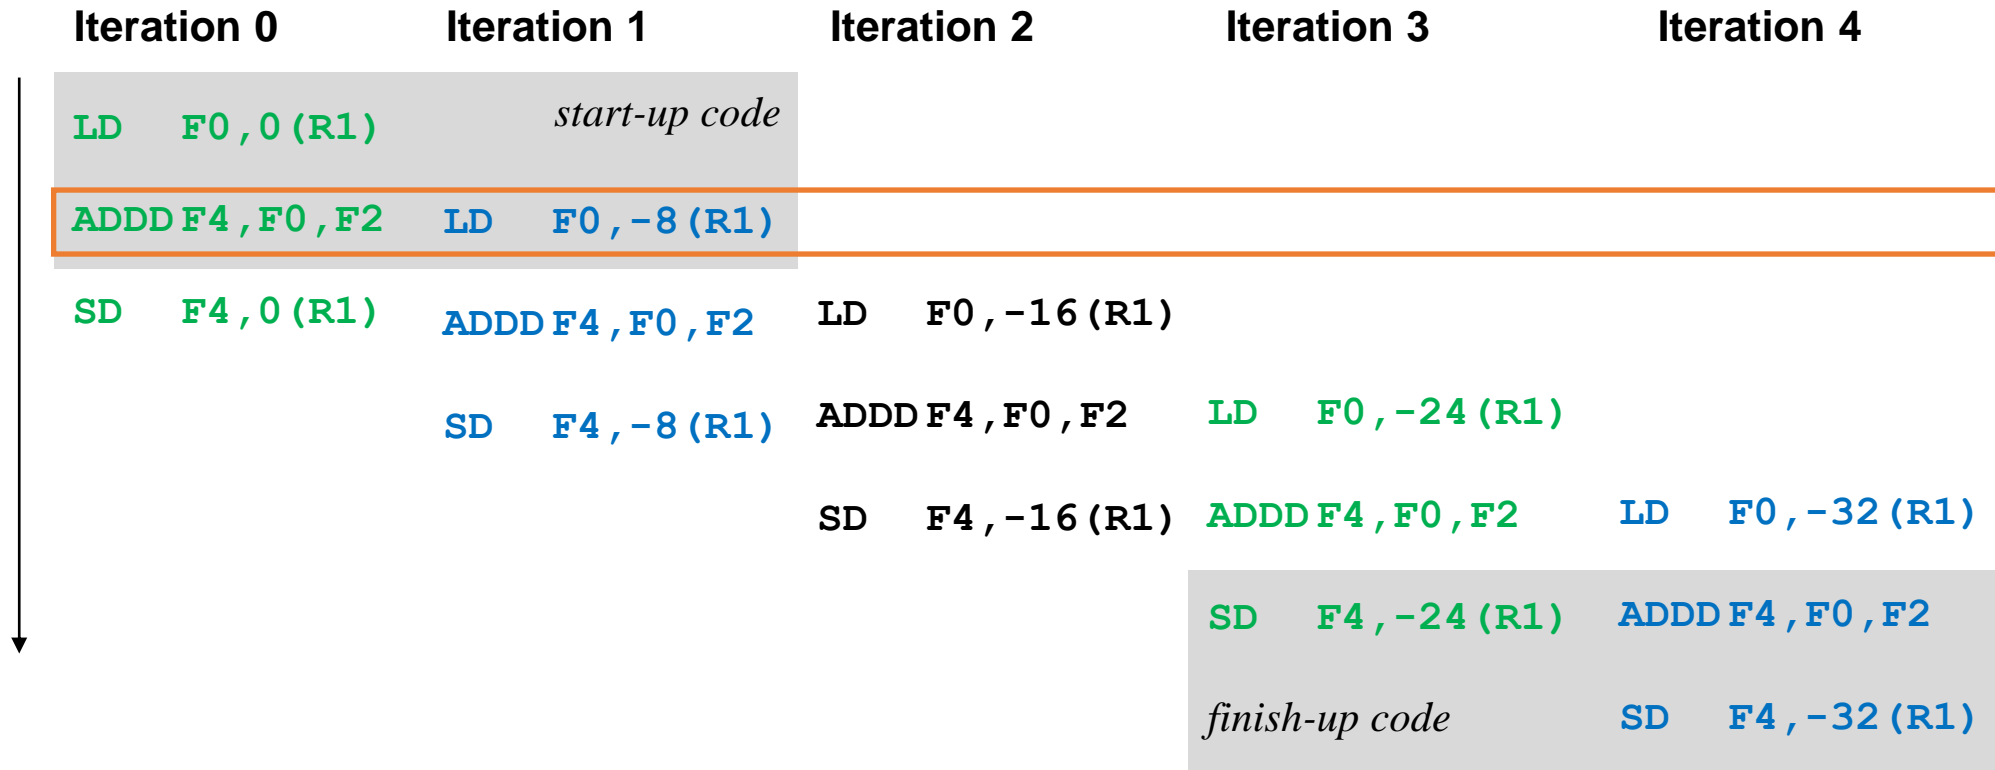 Iteration 0 Iteration 1 Iteration 2 Iteration 3 Iteration 4
LD F0,0(R1) start-up code
ADDD F4,F0,F2 LD F0,-8(R1)
SD F4,0(R1) ADDD F4,F0,F2 LD F0,-16(R1)
SD F4,-8(R1) ADDD F4,F0,F2 LD F0,-24(R1)
SD F4,-16(R1) ADDD F4,F0,F2 LD F0,-32(R1)
SD F4,-24(R1) ADDD F4,F0,F2
finish-up code SD F4,-32(R1)